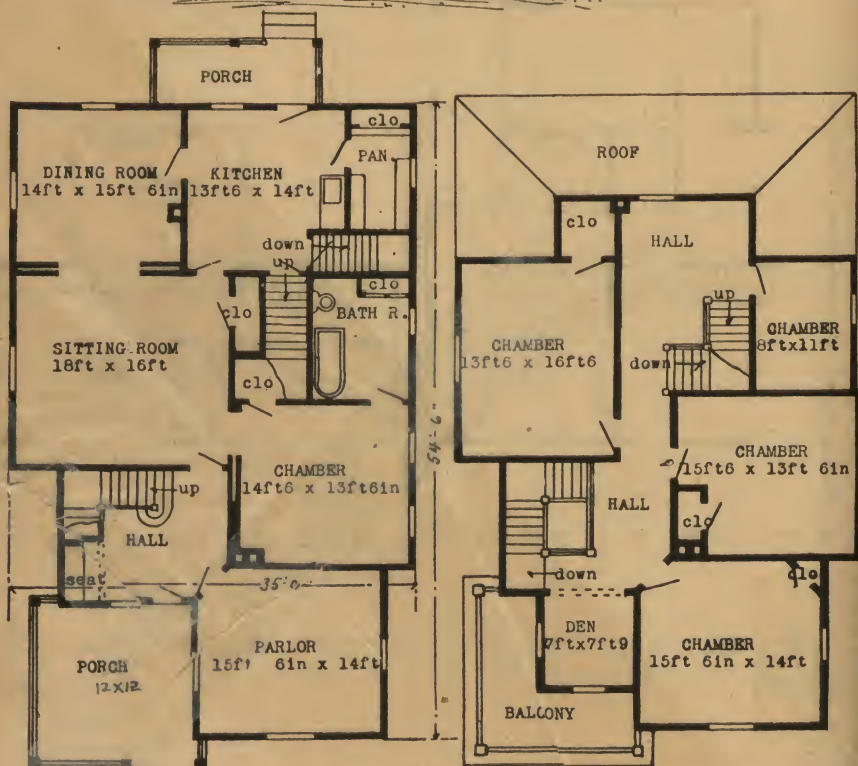 PORCH
clo
DINING ROOM
14ft x 15ft 6in
KITCHEN
13ft6 x 14ft
PAN.
down
up
clo
clo
BATH R.
SITTING ROOM
18ft x 16ft
clo
CHAMBER
14ft6 x 13ft6in
up
HALL
seat
35'0"
54'-6"
PORCH
12x12
PARLOR
15ft 6in x 14ft
ROOF
clo
HALL
up
CHAMBER
8ftx11ft
CHAMBER
13ft6 x 16ft6
down
CHAMBER
15ft6 x 13ft 6in
HALL
clo
down
clo
DEN
7ftx7ft9
CHAMBER
15ft 6in x 14ft
BALCONY